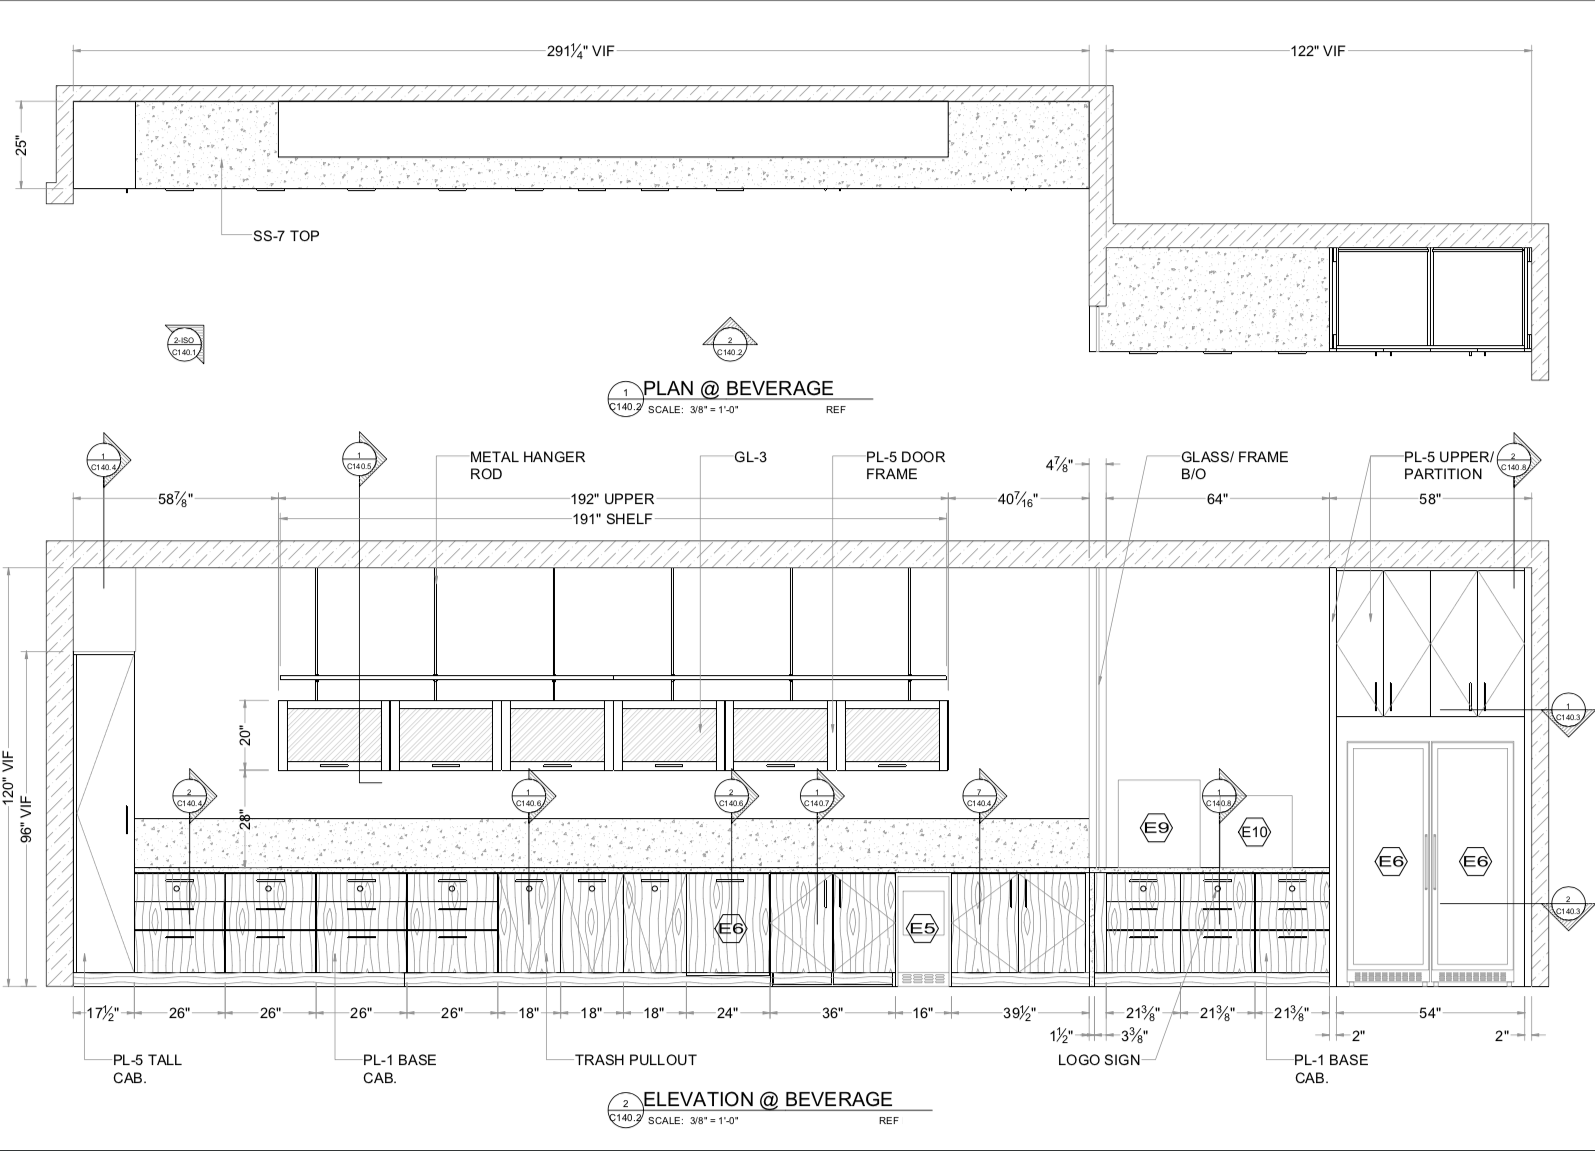 291¼" VIF
122" VIF
25"
SS-7 TOP
2-ISO
C140.1
2
C140.2
1
C140.2
PLAN @ BEVERAGE
SCALE: 3/8" = 1'-0"
REF
1
C140.4
1
C140.5
METAL HANGER
ROD
GL-3
PL-5 DOOR
FRAME
4⅞"
GLASS/ FRAME
B/O
PL-5 UPPER/
PARTITION
2
C140.8
58⅞"
192" UPPER
40 7⁄16"
64"
58"
191" SHELF
120" VIF
96" VIF
20"
28"
1
C140.3
2
C140.4
1
C140.6
2
C140.6
1
C140.7
7
C140.4
1
C140.8
E9
E10
E6
E6
E6
E5
2
C140.3
17½"
26"
26"
26"
26"
18"
18"
18"
24"
36"
16"
39½"
21⅜"
21⅜"
21⅜"
54"
1½"
3⅜"
2"
2"
PL-5 TALL
CAB.
PL-1 BASE
CAB.
TRASH PULLOUT
LOGO SIGN
PL-1 BASE
CAB.
2
C140.2
ELEVATION @ BEVERAGE
SCALE: 3/8" = 1'-0"
REF